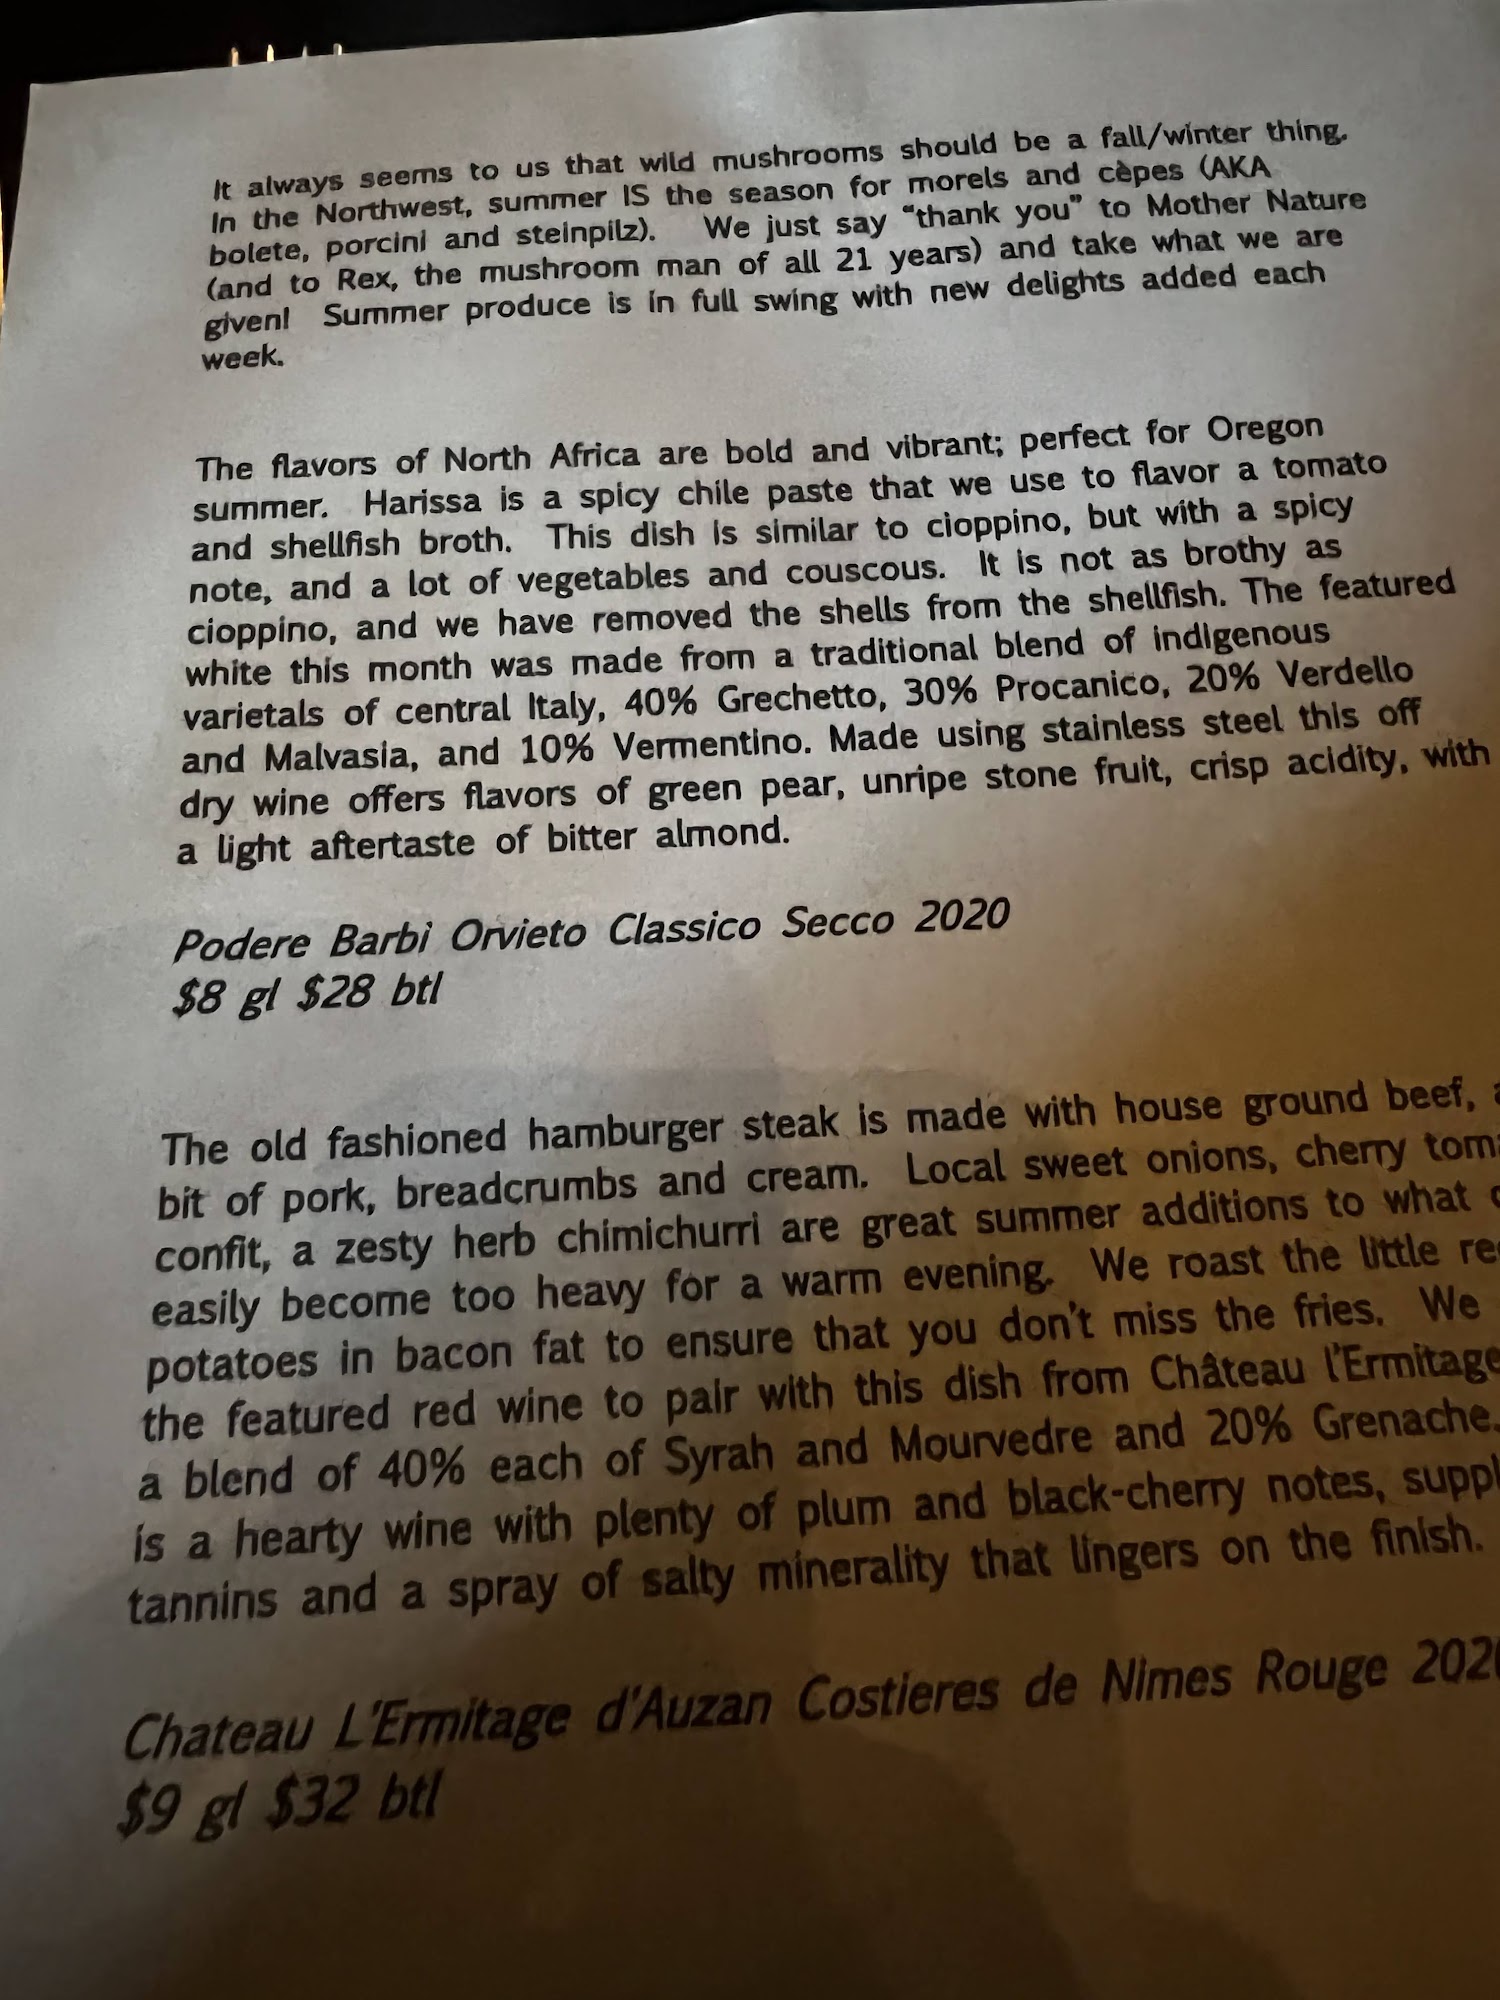 It always seems to us that wild mushrooms should be a fall/winter thing.
In the Northwest, summer IS the season for morels and cèpes (AKA
bolete, porcini and steinpilz). We just say “thank you” to Mother Nature
(and to Rex, the mushroom man of all 21 years) and take what we are
given! Summer produce is in full swing with new delights added each
week.
The flavors of North Africa are bold and vibrant; perfect for Oregon
summer. Harissa is a spicy chile paste that we use to flavor a tomato
and shellfish broth. This dish is similar to cioppino, but with a spicy
note, and a lot of vegetables and couscous. It is not as brothy as
cioppino, and we have removed the shells from the shellfish. The featured
white this month was made from a traditional blend of indigenous
varietals of central Italy, 40% Grechetto, 30% Procanico, 20% Verdello
and Malvasia, and 10% Vermentino. Made using stainless steel this off
dry wine offers flavors of green pear, unripe stone fruit, crisp acidity, with
a light aftertaste of bitter almond.
Podere Barbi Orvieto Classico Secco 2020
$8 gl $28 btl
The old fashioned hamburger steak is made with house ground beef,
bit of pork, breadcrumbs and cream. Local sweet onions, cherry
confit, a zesty herb chimichurri are great summer additions to what
easily become too heavy for a warm evening. We roast the little
potatoes in bacon fat to ensure that you don't miss the fries. We
the featured red wine to pair with this dish from Château l'Ermitage
a blend of 40% each of Syrah and Mourvedre and 20% Grenache.
is a hearty wine with plenty of plum and black-cherry notes,
tannins and a spray of salty minerality that lingers on the finish.
Chateau L'Ermitage d'Auzan Costieres de Nimes Rouge
$9 gl $32 btl